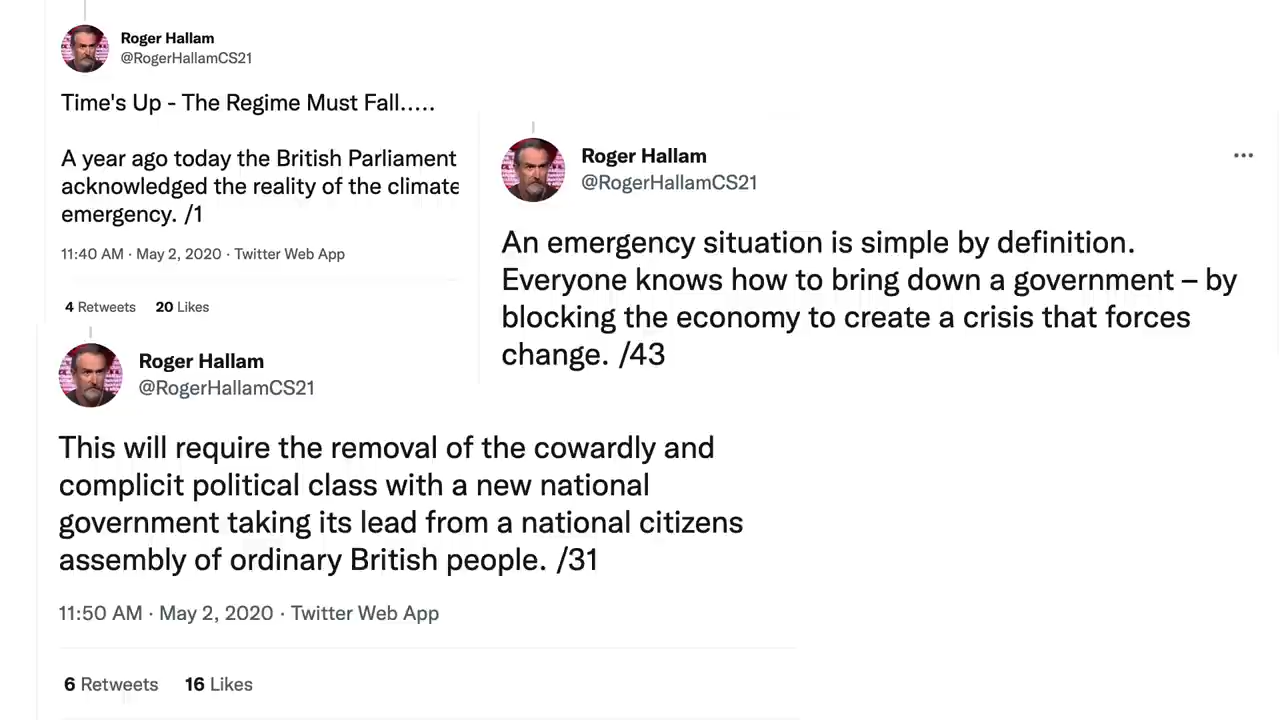 Roger Hallam
@RogerHallamCS21
Time's Up - The Regime Must Fall.....
A year ago today the British Parliament
acknowledged the reality of the climate
emergency. /1
11:40 AM · May 2, 2020 · Twitter Web App
4 Retweets 20 Likes
Roger Hallam
@RogerHallamCS21
An emergency situation is simple by definition.
Everyone knows how to bring down a government – by
blocking the economy to create a crisis that forces
change. /43
Roger Hallam
@RogerHallamCS21
This will require the removal of the cowardly and
complicit political class with a new national
government taking its lead from a national citizens
assembly of ordinary British people. /31
11:50 AM · May 2, 2020 · Twitter Web App
6 Retweets 16 Likes